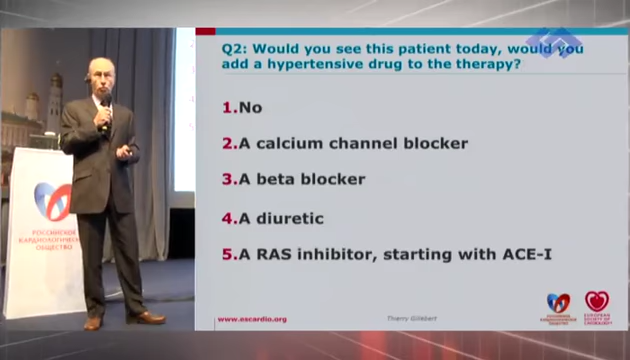 Q2: Would you see this patient today, would you
add a hypertensive drug to the therapy?
1.No
2.A calcium channel blocker
3.A beta blocker
4.A diuretic
5.A RAS inhibitor, starting with ACE-I
РОССИЙСКОЕ
КАРДИОЛОГИЧЕСКОЕ
ОБЩЕСТВО
www.escardio.org
Thierry Gillebert
EUROPEAN
SOCIETY OF
CARDIOLOGY